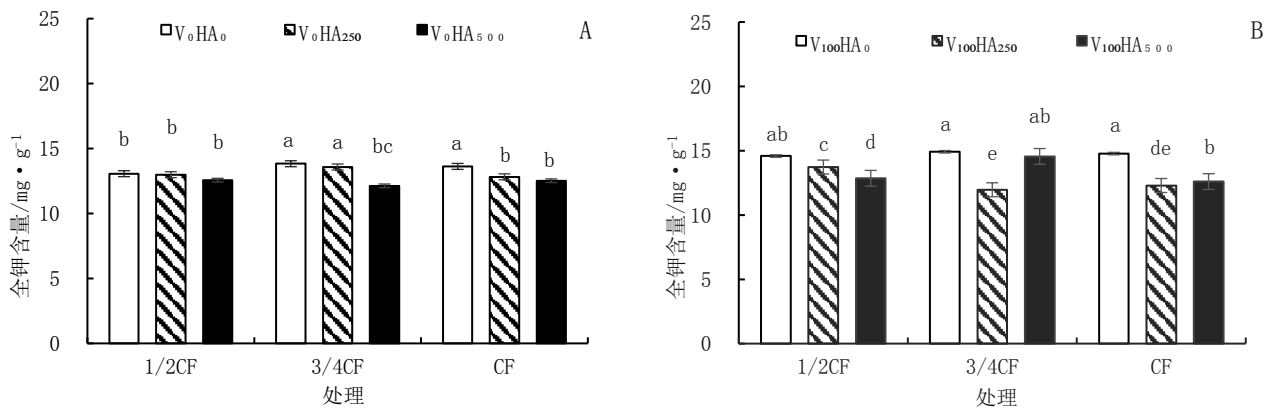 V₀HA₀ V₀HA₂₅₀ V₀HA₅₀₀ A
25
20
15
10
5
0
全钾含量/mg·g⁻¹
b b b a a bc a b b
1/2CF 3/4CF CF
处理
V₁₀₀HA₀ V₁₀₀HA₂₅₀ V₁₀₀HA₅₀₀ B
25
20
15
10
5
0
全钾含量/mg·g⁻¹
ab c d a e ab a de b
1/2CF 3/4CF CF
处理